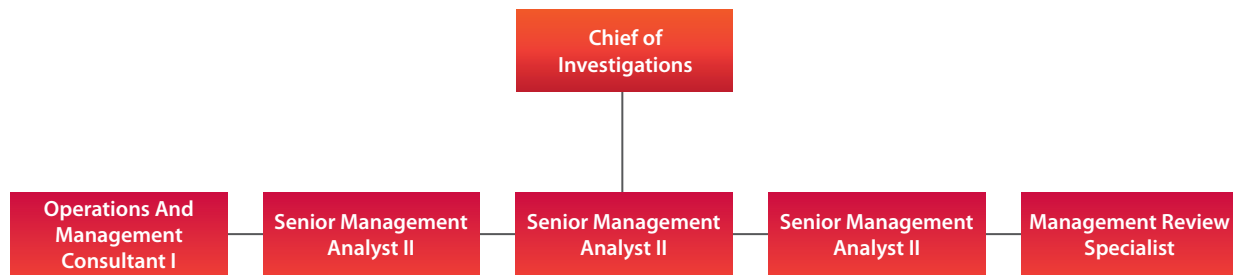 Chief of
Investigations
Operations And
Management
Consultant I
Senior Management
Analyst II
Senior Management
Analyst II
Senior Management
Analyst II
Management Review
Specialist